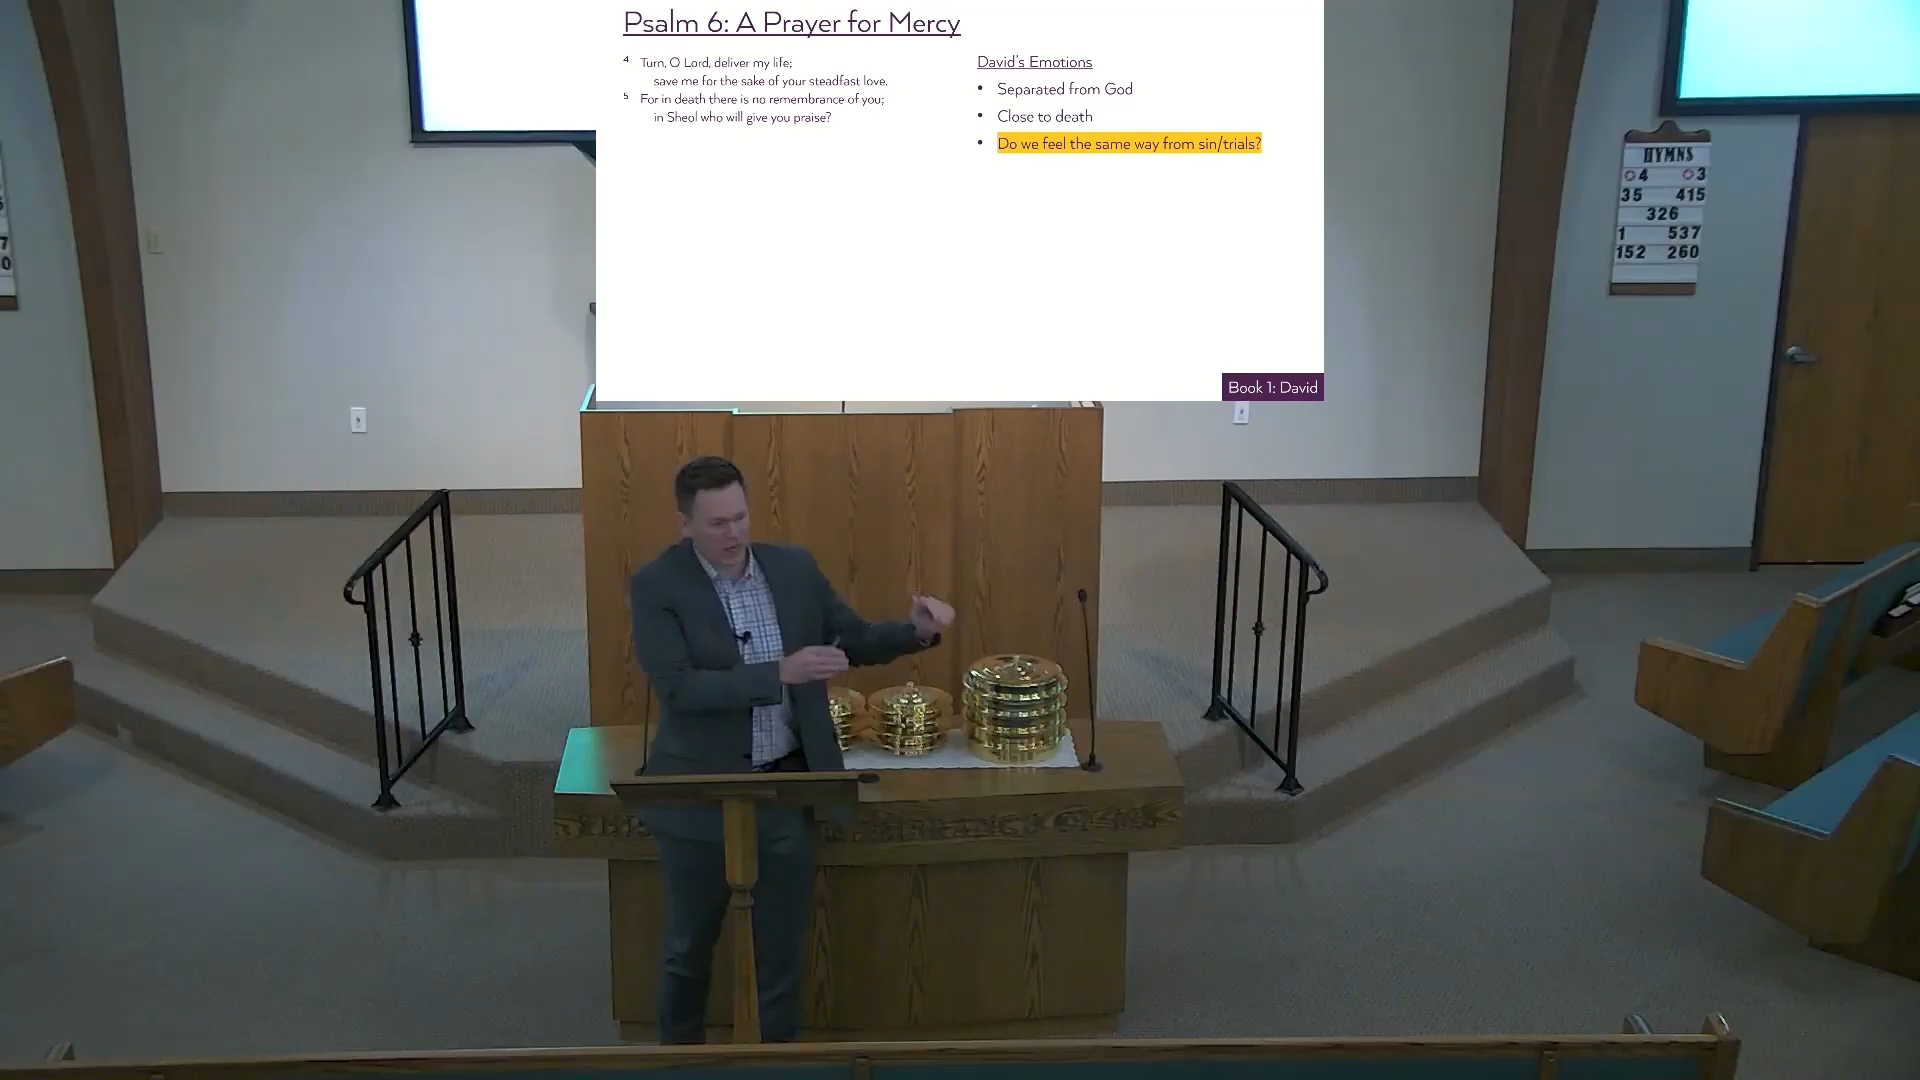 Psalm 6: A Prayer for Mercy
4 Turn, O Lord, deliver my life;
save me for the sake of your steadfast love.
5 For in death there is no remembrance of you;
in Sheol who will give you praise?
David's Emotions
• Separated from God
• Close to death
• Do we feel the same way from sin/trials?
Book 1: David
HYMNS
4 3
35 415
326
1 537
152 260
7
0